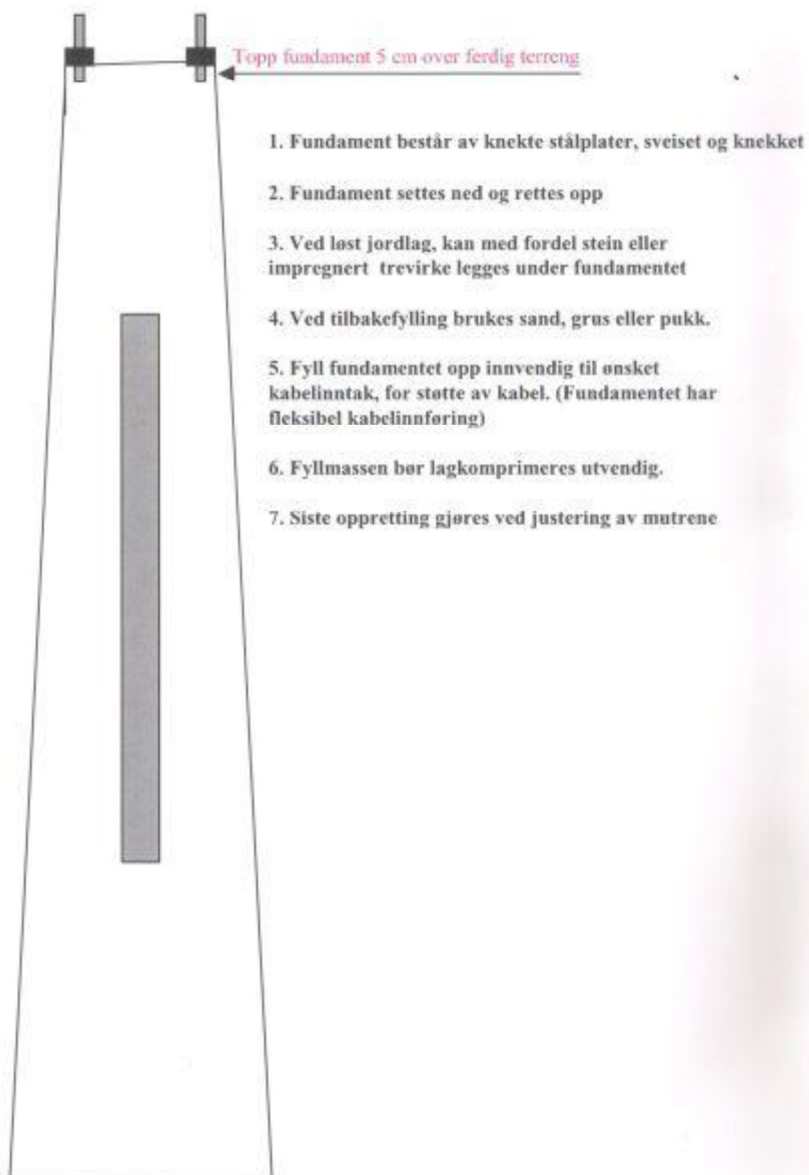 Topp fundament 5 cm over ferdig terreng
1. Fundament består av knekte stålplater, sveiset og knekket
2. Fundament settes ned og rettes opp
3. Ved løst jordlag, kan med fordel stein eller
impregnert trevirke legges under fundamentet
4. Ved tilbakefylling brukes sand, grus eller pukk.
5. Fyll fundamentet opp innvendig til ønsket
kabelinntak, for støtte av kabel. (Fundamentet har
fleksibel kabelinnføring)
6. Fyllmassen bør lagkomprimeres utvendig.
7. Siste oppretting gjøres ved justering av mutrene